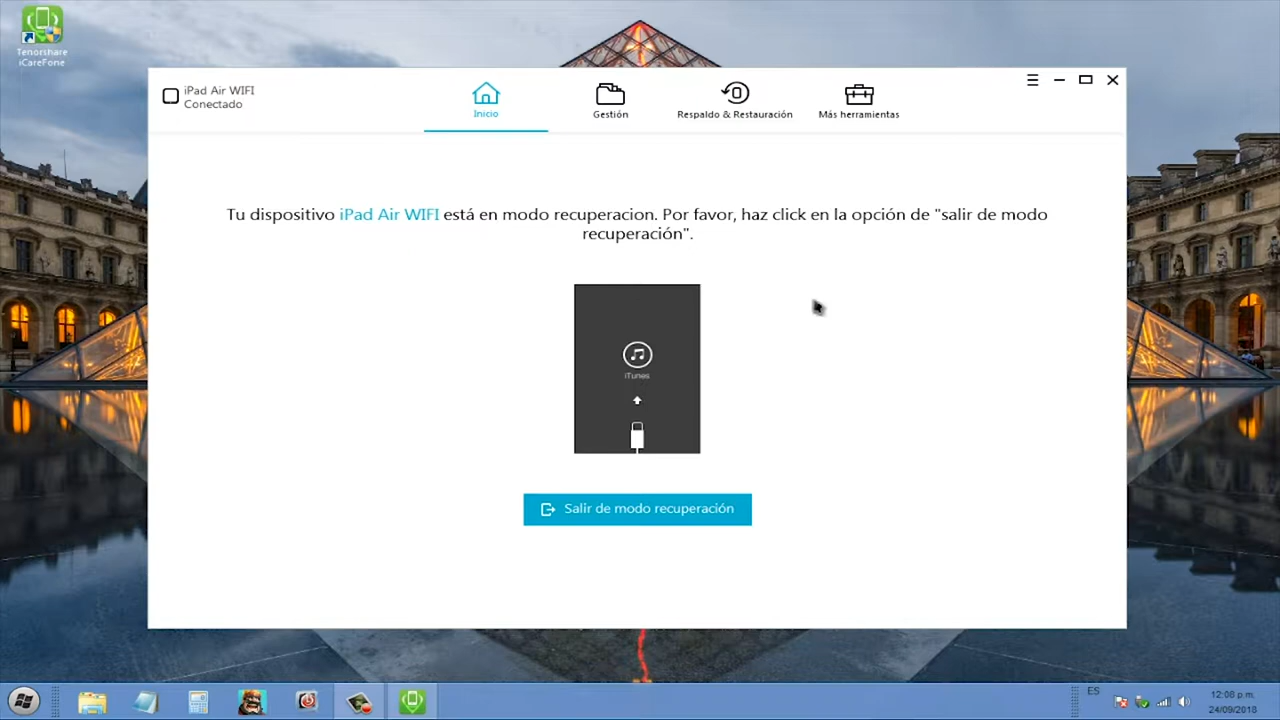 Tenorshare
iCareFone
iPad Air WIFI
Conectado
Inicio
Gestión
Respaldo & Restauración
Más herramientas
Tu dispositivo iPad Air WIFI está en modo recuperacion. Por favor, haz click en la opción de "salir de modo
recuperación".
iTunes
Salir de modo recuperación
ES
12:08 p.m.
24/09/2018